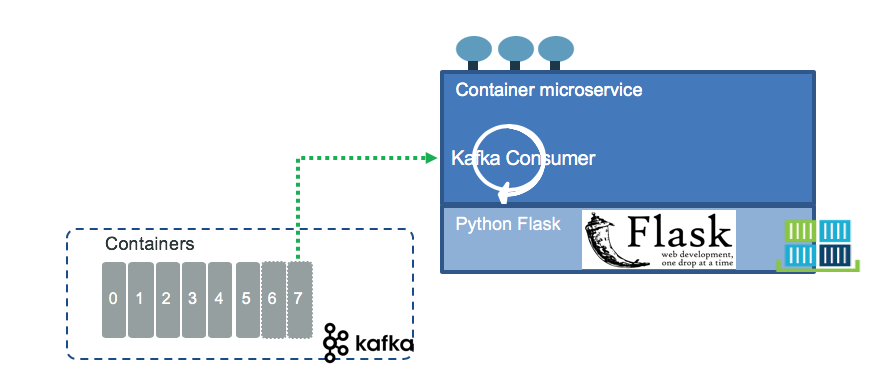 Container microservice
Kafka Consumer
Python Flask
Flask
web development,
one drop at a time
Containers
0 1 2 3 4 5 6 7
kafka